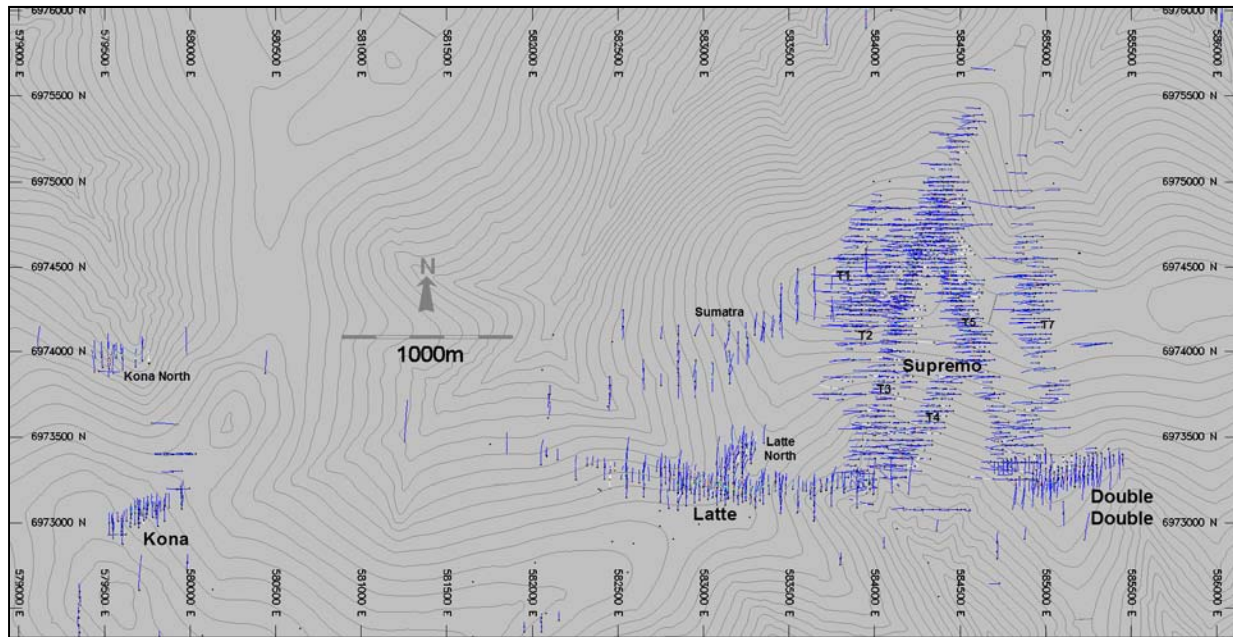 579000 E
579500 E
580000 E
580500 E
581000 E
581500 E
582000 E
582500 E
583000 E
583500 E
584000 E
584500 E
585000 E
585500 E
586000 E
6976000 N
6976000 N
6975500 N
6975500 N
6975000 N
6975000 N
6974500 N
6974500 N
6974000 N
6974000 N
6973500 N
6973500 N
6973000 N
6973000 N
N
1000m
Kona North
Kona
Sumatra
Latte
North
Latte
T1
T2
T3
T4
T5
T7
Supremo
Double
Double
579000 E
579500 E
580000 E
580500 E
581000 E
581500 E
582000 E
582500 E
583000 E
583500 E
584000 E
584500 E
585000 E
585500 E
586000 E